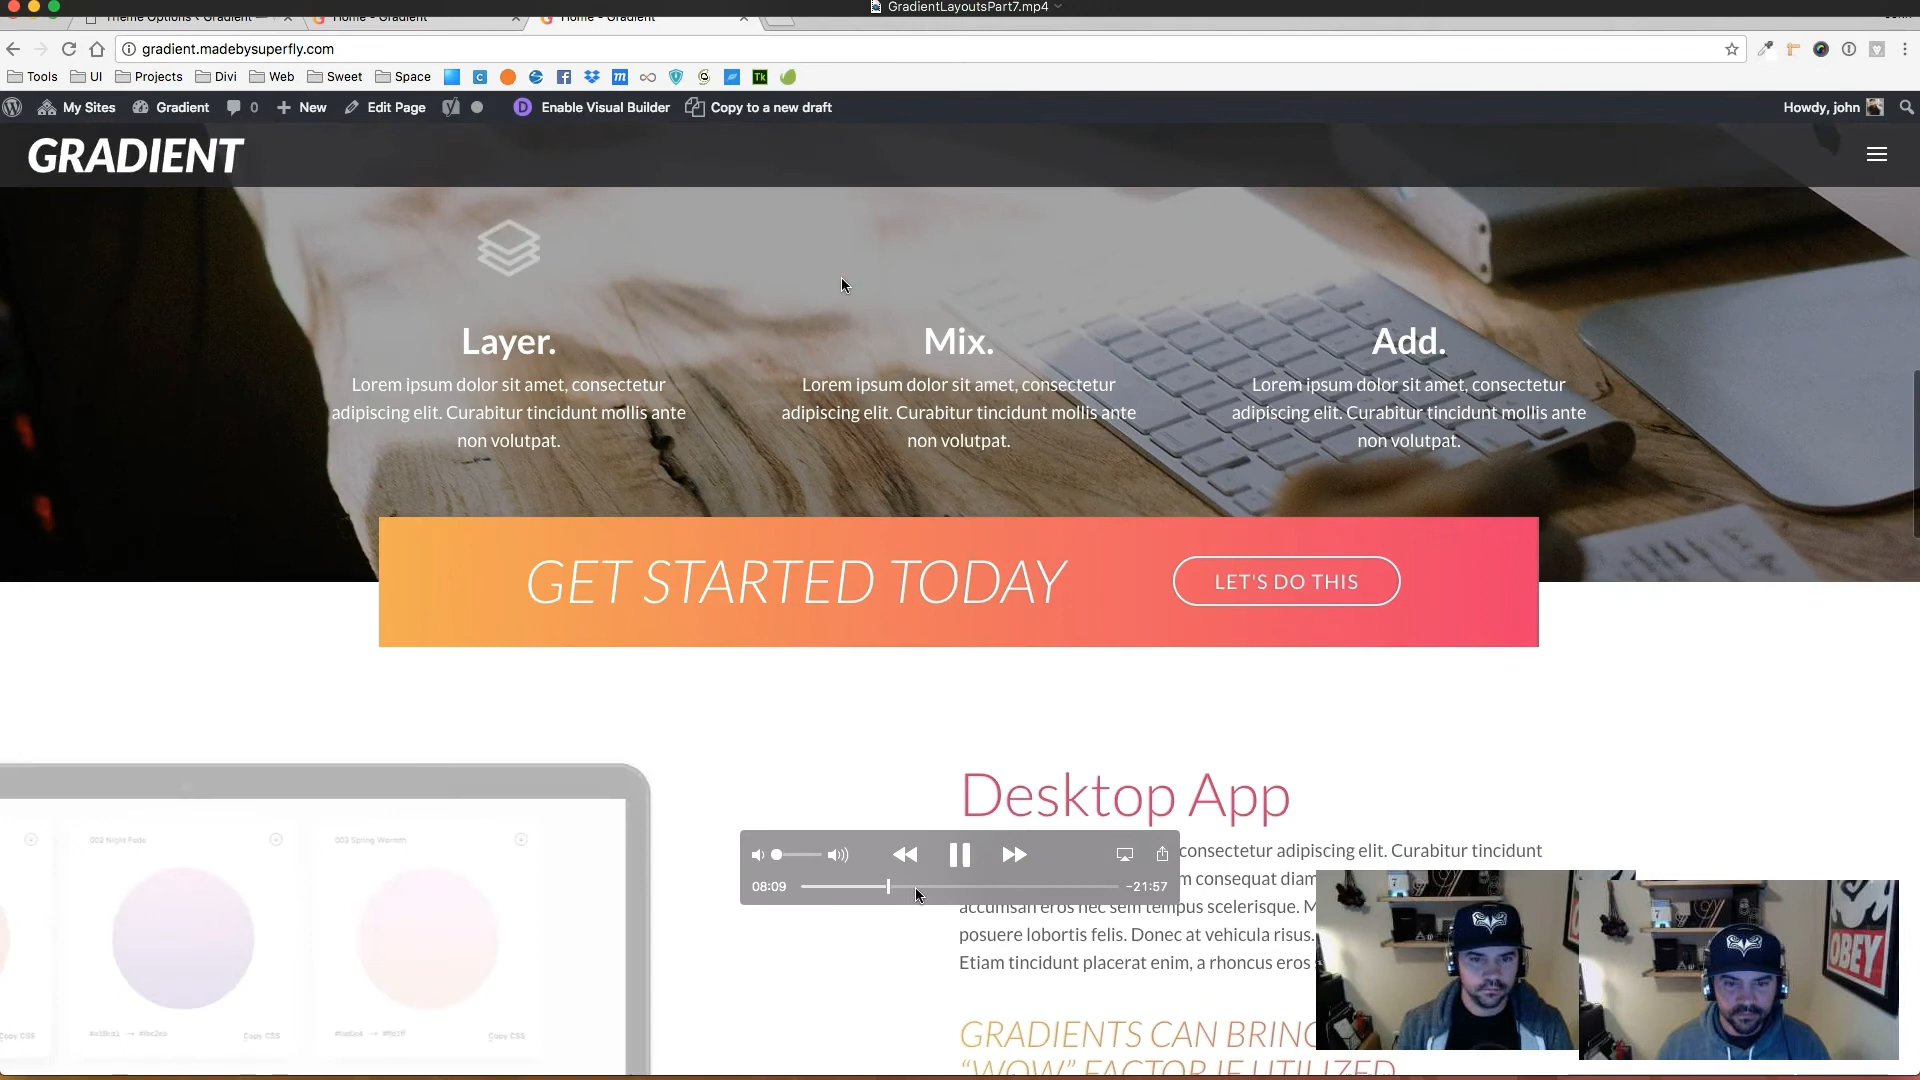 GradientLayoutsPart7.mp4
Theme Options ‹ Gradient —
Home - Gradient
Home - Gradient
John
gradient.madebysuperfly.com
Tools UI Projects Divi Web Sweet Space
My Sites Gradient 0 New Edit Page Enable Visual Builder Copy to a new draft Howdy, john
GRADIENT
Layer.
Lorem ipsum dolor sit amet, consectetur
adipiscing elit. Curabitur tincidunt mollis ante
non volutpat.
Mix.
Lorem ipsum dolor sit amet, consectetur
adipiscing elit. Curabitur tincidunt mollis ante
non volutpat.
Add.
Lorem ipsum dolor sit amet, consectetur
adipiscing elit. Curabitur tincidunt mollis ante
non volutpat.
GET STARTED TODAY
LET'S DO THIS
002 Night Fade
003 Spring Warmth
Copy CSS
Copy CSS
Copy CSS
Desktop App
consectetur adipiscing elit. Curabitur tincidunt
m consequat diam
accumsan eros nec sem tempus scelerisque. M
posuere lobortis felis. Donec at vehicula risus.
Etiam tincidunt placerat enim, a rhoncus eros
GRADIENTS CAN BRING
"WOW" FACTOR IF UTILIZED
08:09
-21:57
OBEY